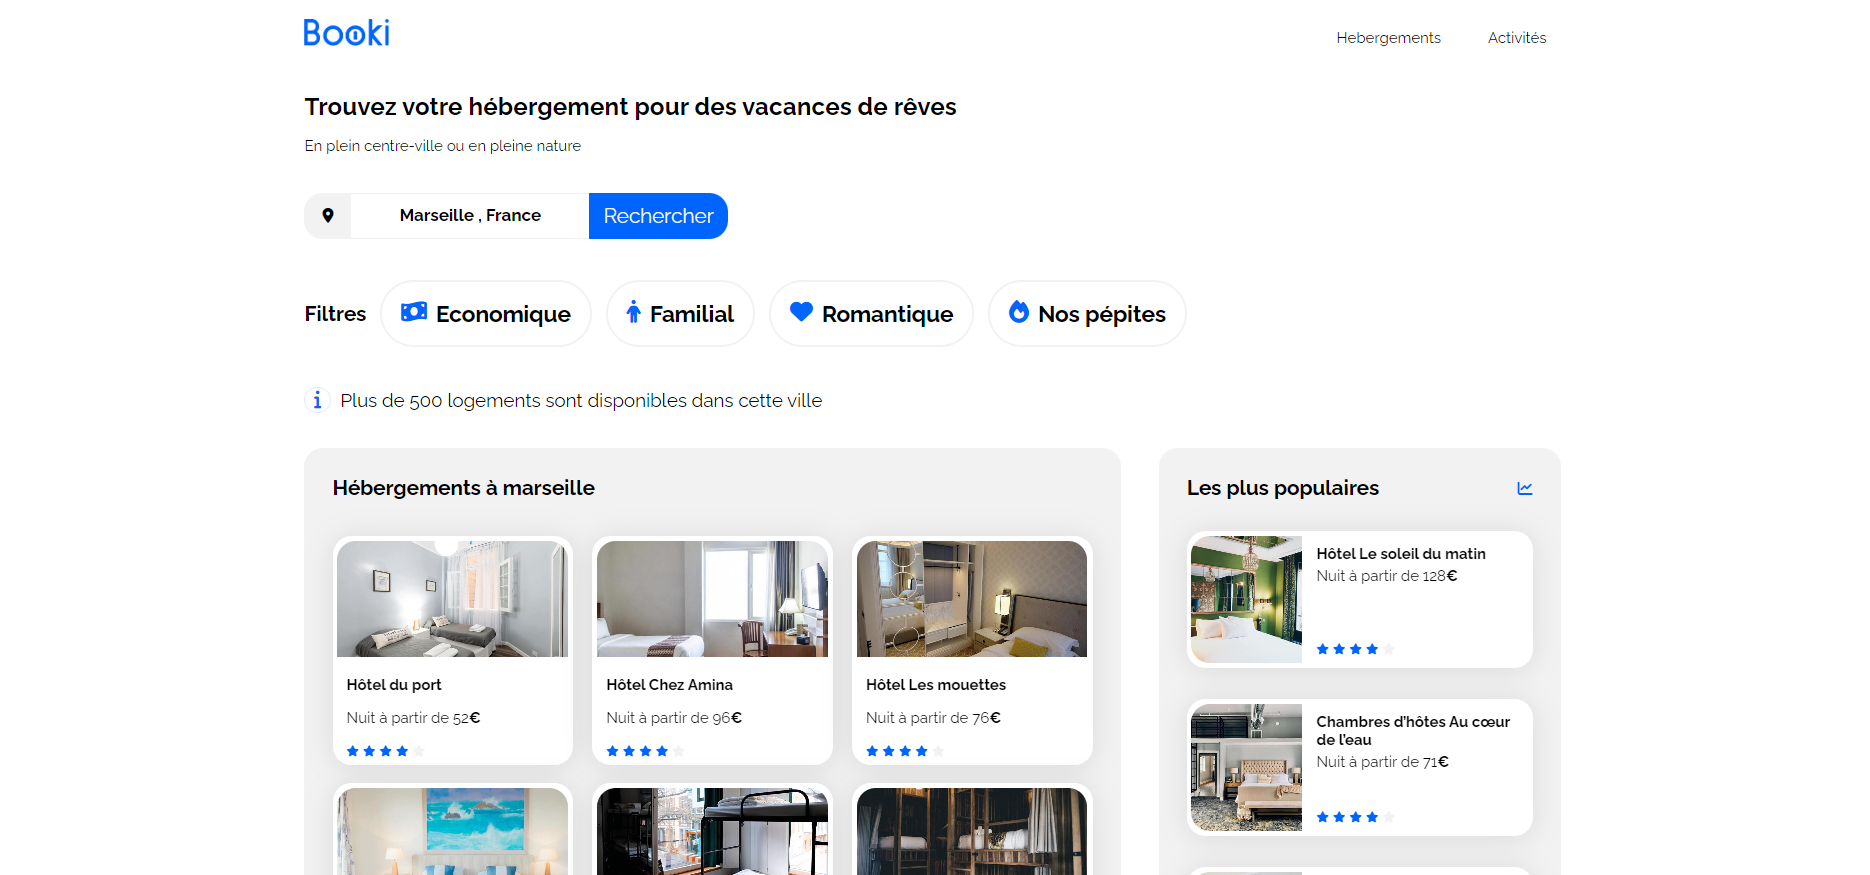 Booki
Hebergements
Activités
Trouvez votre hébergement pour des vacances de rêves
En plein centre-ville ou en pleine nature
Marseille , France
Rechercher
Filtres
Economique
Familial
Romantique
Nos pépites
Plus de 500 logements sont disponibles dans cette ville
Hébergements à marseille
Hôtel du port
Nuit à partir de 52€
Hôtel Chez Amina
Nuit à partir de 96€
Hôtel Les mouettes
Nuit à partir de 76€
Les plus populaires
Hôtel Le soleil du matin
Nuit à partir de 128€
Chambres d’hôtes Au cœur
de l’eau
Nuit à partir de 71€